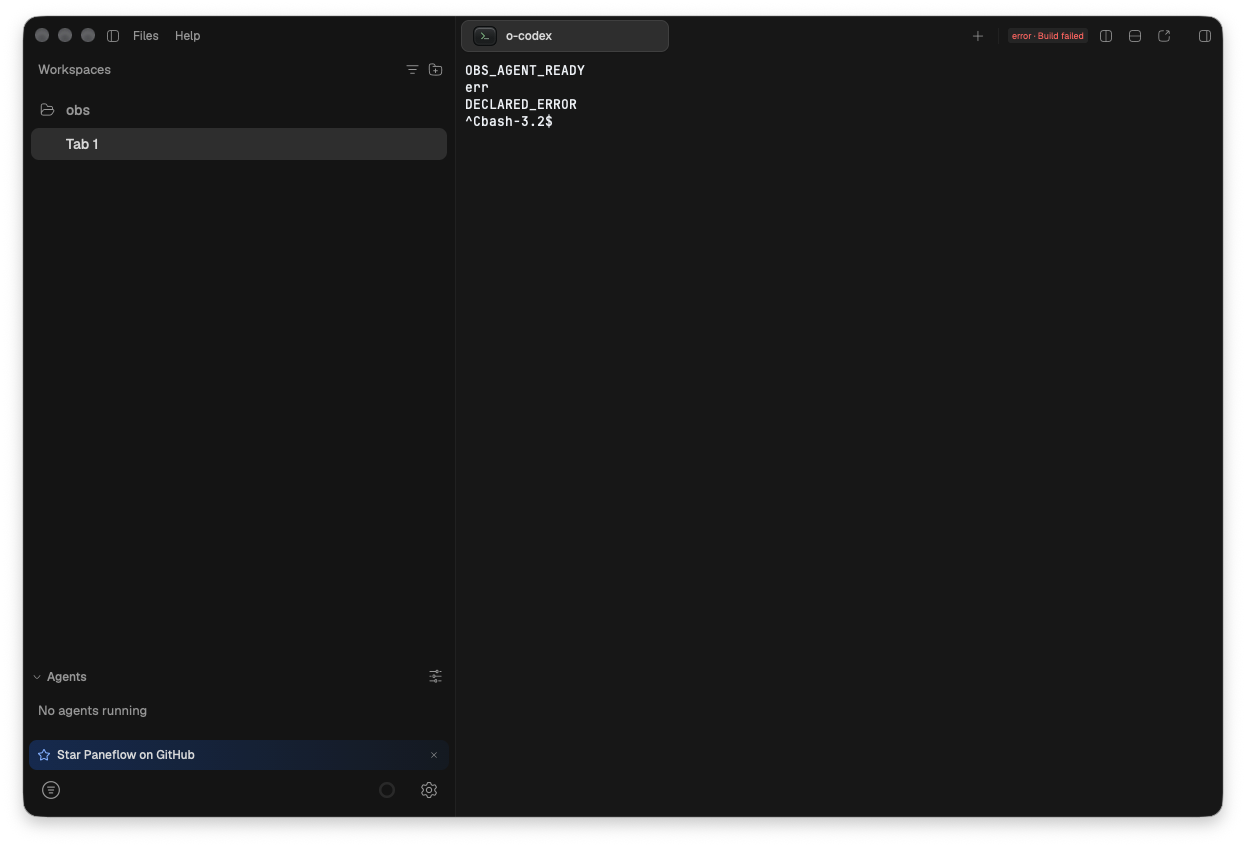 Files Help
Workspaces
obs
Tab 1
Agents
No agents running
Star Paneflow on GitHub
o-codex
error · Build failed
OBS_AGENT_READY
err
DECLARED_ERROR
^Cbash-3.2$